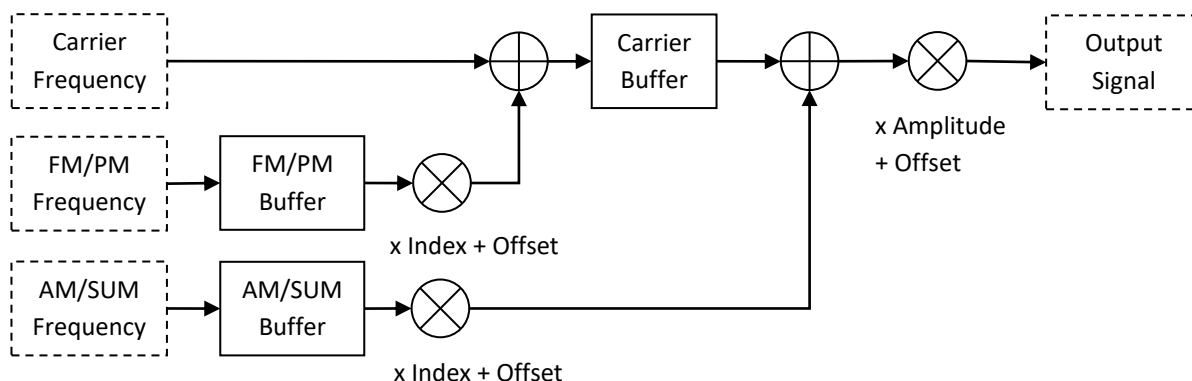 Carrier
Frequency
Carrier
Buffer
Output
Signal
x Amplitude
+ Offset
FM/PM
Frequency
FM/PM
Buffer
x Index + Offset
AM/SUM
Frequency
AM/SUM
Buffer
x Index + Offset